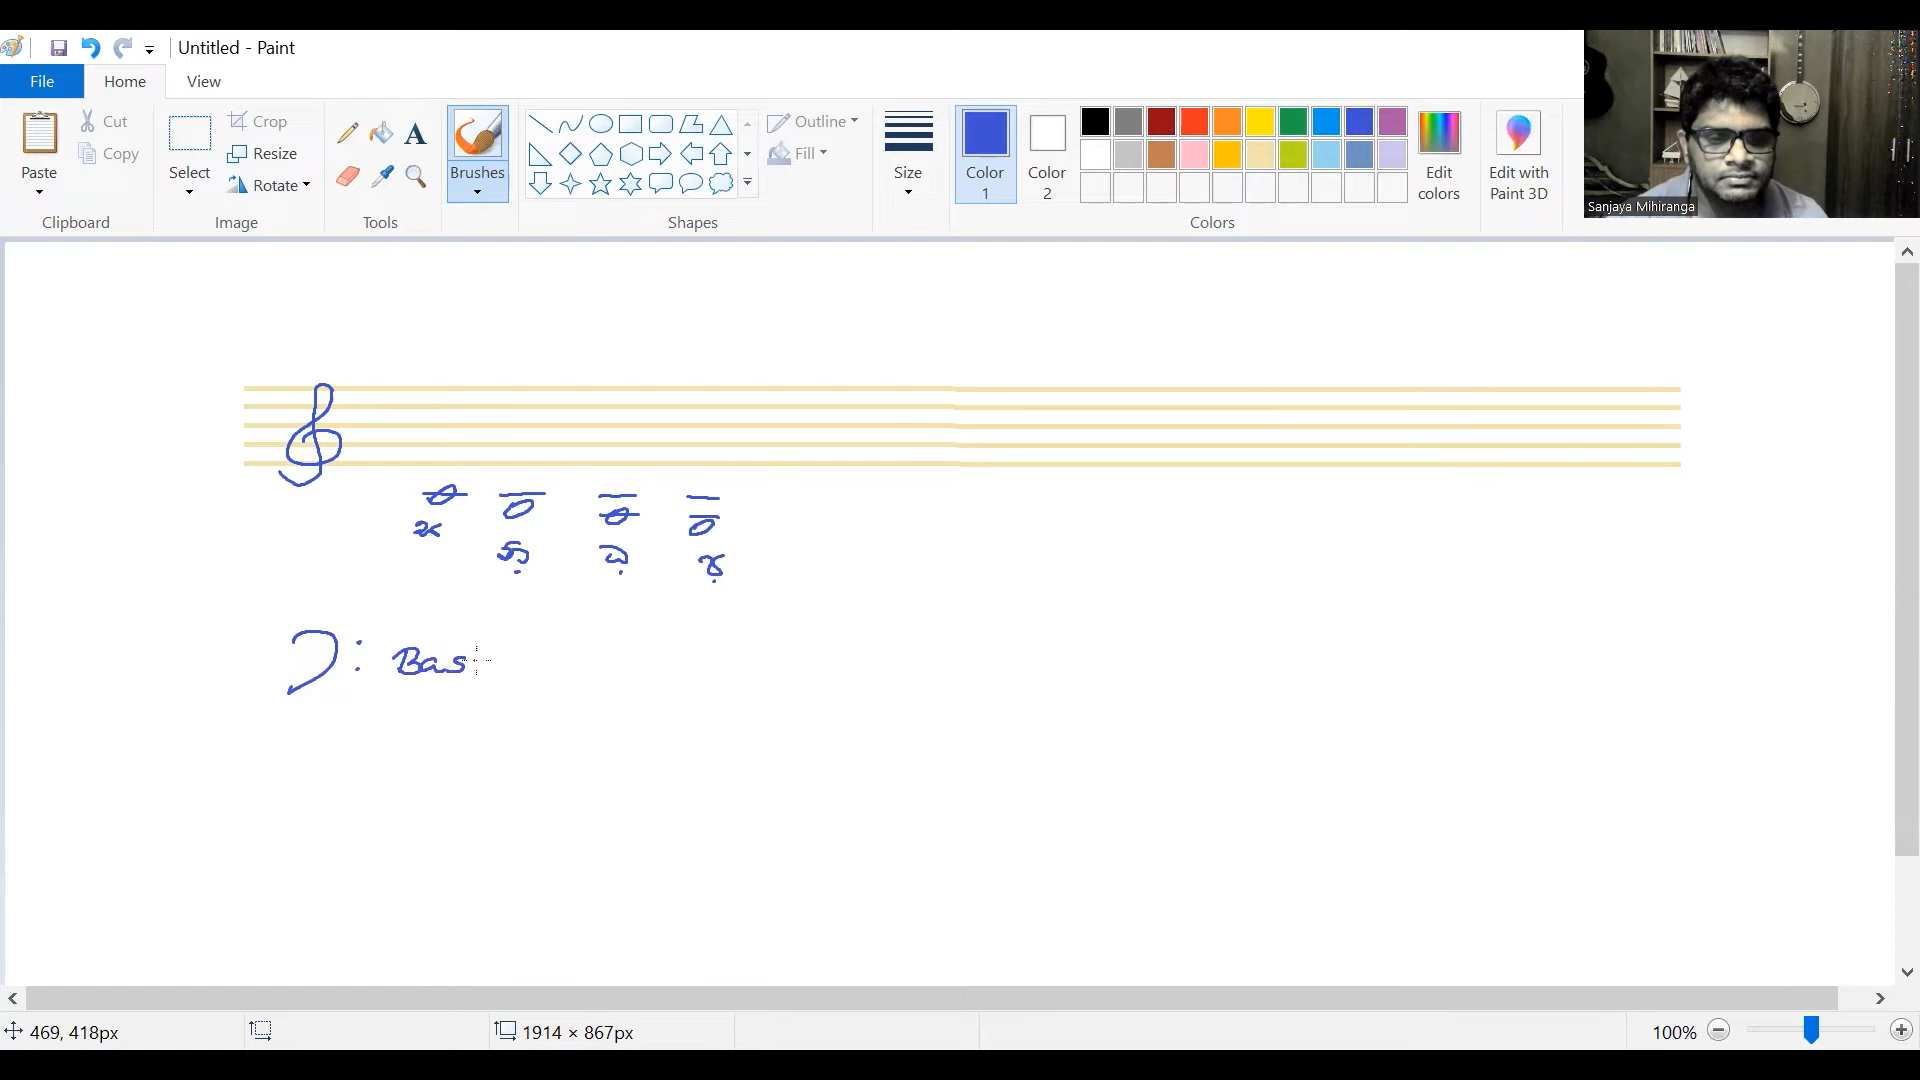 Untitled - Paint
File Home View
Paste
Cut
Copy
Clipboard
Select
Crop
Resize
Rotate
Image
A
Tools
Brushes
Outline
Fill
Shapes
Size
Color 1
Color 2
Edit colors
Edit with Paint 3D
Colors
Sanjaya Mihiranga
: Bas
469, 418px
1914 × 867px
100%